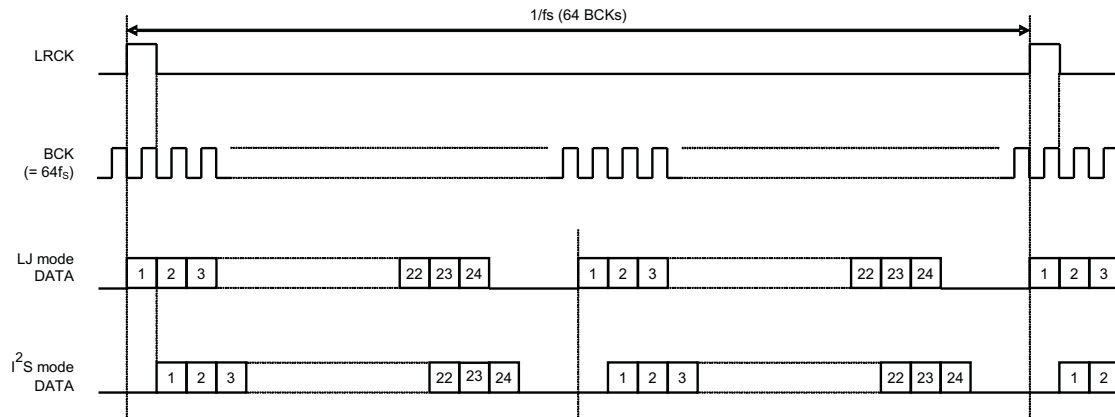 1/fs (64 BCKs)
LRCK
BCK
(= 64fS)
LJ mode
DATA
1 2 3 22 23 24 1 2 3 22 23 24 1 2 3
I2S mode
DATA
1 2 3 22 23 24 1 2 3 22 23 24 1 2